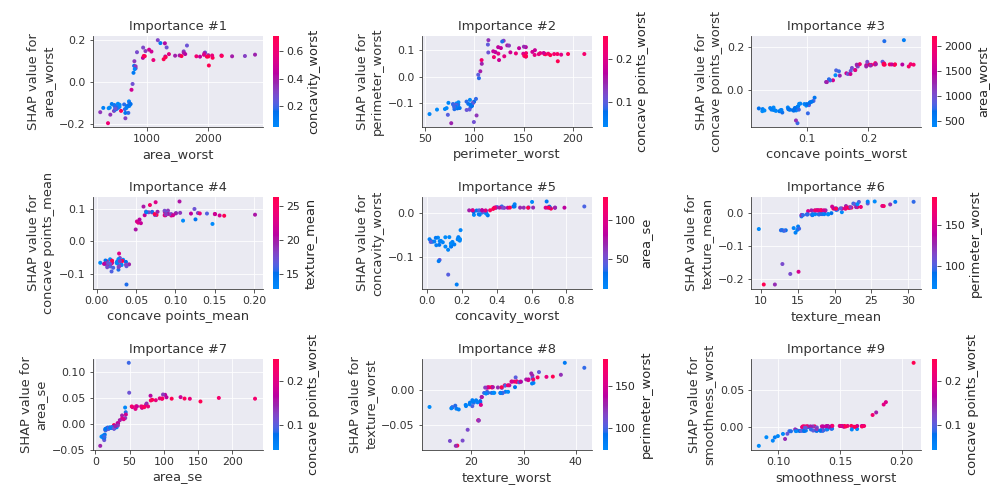 Importance #1
SHAP value for
area_worst
0.2
0.0
−0.2
1000
2000
area_worst
0.6
0.4
0.2
concavity_worst
Importance #2
SHAP value for
perimeter_worst
0.1
0.0
−0.1
50
100
150
200
perimeter_worst
0.2
0.1
concave points_worst
Importance #3
SHAP value for
concave points_worst
0.2
0.0
0.1
0.2
concave points_worst
2000
1500
1000
500
area_worst
Importance #4
SHAP value for
concave points_mean
0.1
0.0
−0.1
0.00
0.05
0.10
0.15
0.20
concave points_mean
25
20
15
texture_mean
Importance #5
SHAP value for
concavity_worst
0.0
−0.1
0.0
0.2
0.4
0.6
0.8
concavity_worst
100
50
area_se
Importance #6
SHAP value for
texture_mean
0.0
−0.1
−0.2
10
15
20
25
30
texture_mean
150
100
perimeter_worst
Importance #7
SHAP value for
area_se
0.10
0.05
0.00
−0.05
0
50
100
150
200
area_se
0.2
0.1
concave points_worst
Importance #8
SHAP value for
texture_worst
0.00
−0.05
20
30
40
texture_worst
150
100
perimeter_worst
Importance #9
SHAP value for
smoothness_worst
0.05
0.00
0.10
0.15
0.20
smoothness_worst
0.2
0.1
concave points_worst